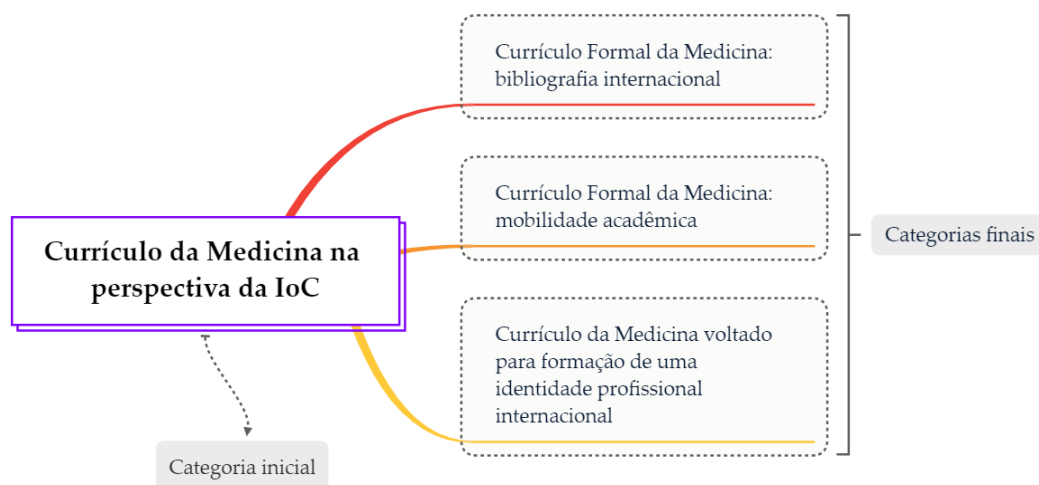 Currículo Formal da Medicina:
bibliografia internacional
Currículo Formal da Medicina:
mobilidade acadêmica
Categorias finais
Currículo da Medicina na
perspectiva da IoC
Currículo da Medicina voltado
para formação de uma
identidade profissional
internacional
Categoria inicial